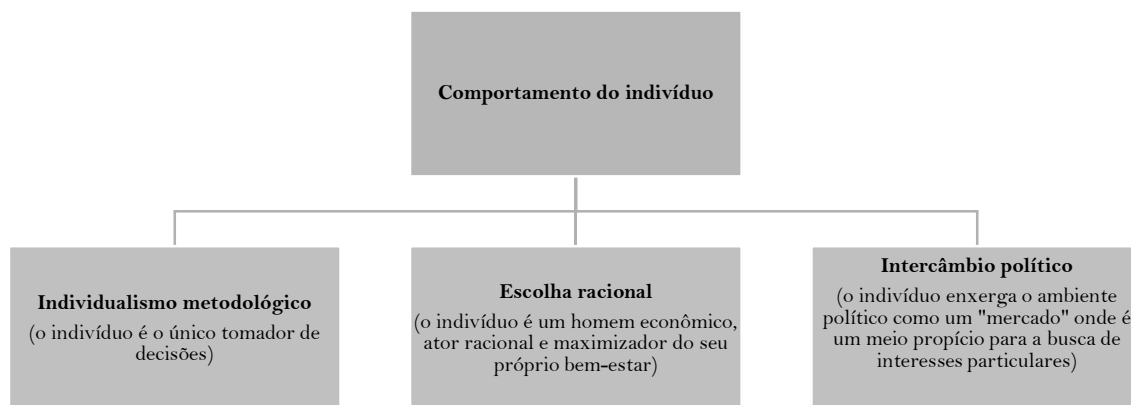 Comportamento do indivíduo
Individualismo metodológico
(o indivíduo é o único tomador de
decisões)
Escolha racional
(o indivíduo é um homem econômico,
ator racional e maximizador do seu
próprio bem-estar)
Intercâmbio político
(o indivíduo enxerga o ambiente
político como um "mercado" onde é
um meio propício para a busca de
interesses particulares)